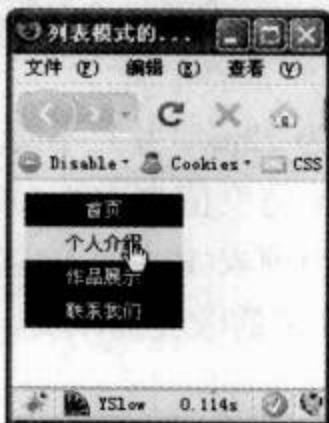 列表模式的...
文件 (F) 编辑 (E) 查看 (V)
Disable Cookies CSS
首页
个人介绍
作品展示
联系我们
YSlow 0.114s